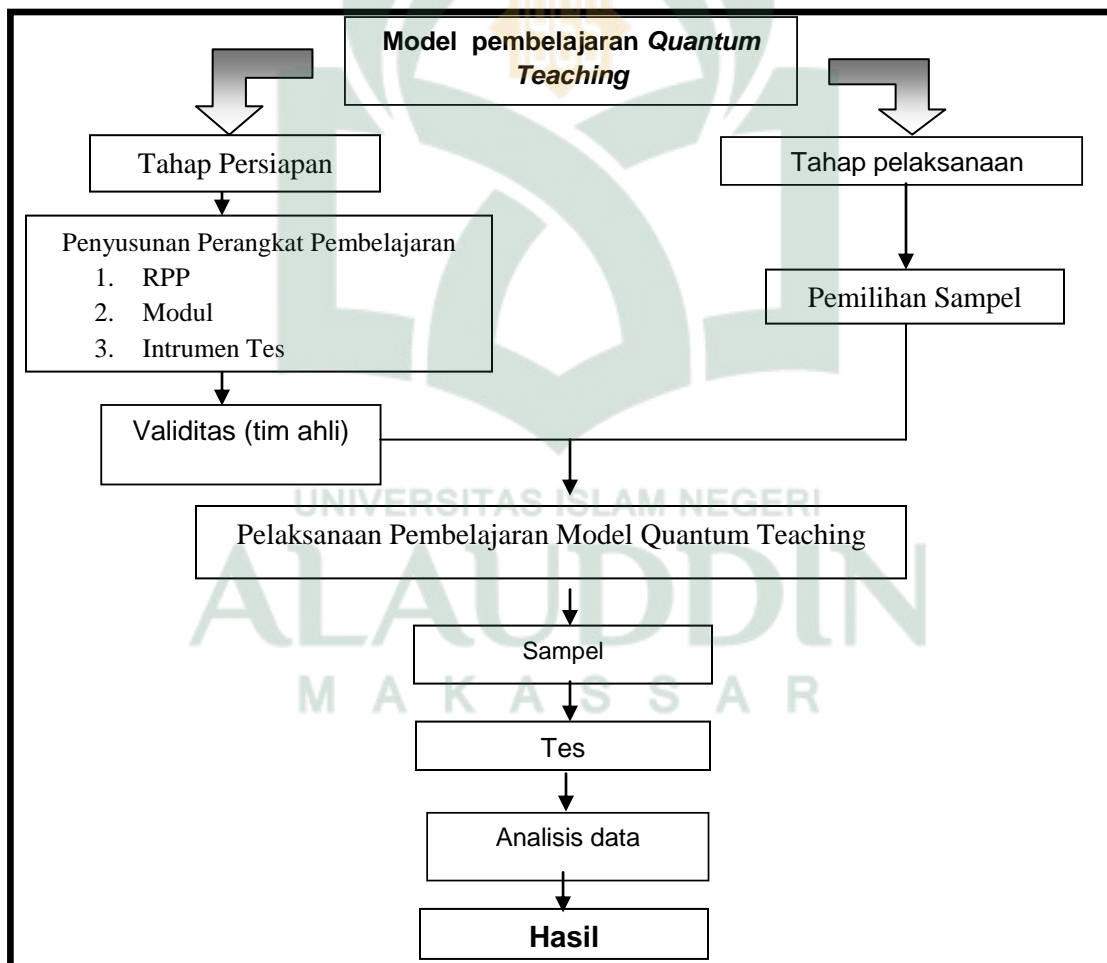 Model pembelajaran Quantum
Teaching
Tahap Persiapan
Tahap pelaksanaan
Penyusunan Perangkat Pembelajaran
1. RPP
2. Modul
3. Intrumen Tes
Pemilihan Sampel
Validitas (tim ahli)
UNIVERSITAS ISLAM NEGERI
Pelaksanaan Pembelajaran Model Quantum Teaching
ALAUDDIN
Sampel
MAKASSAR
Tes
Analisis data
Hasil